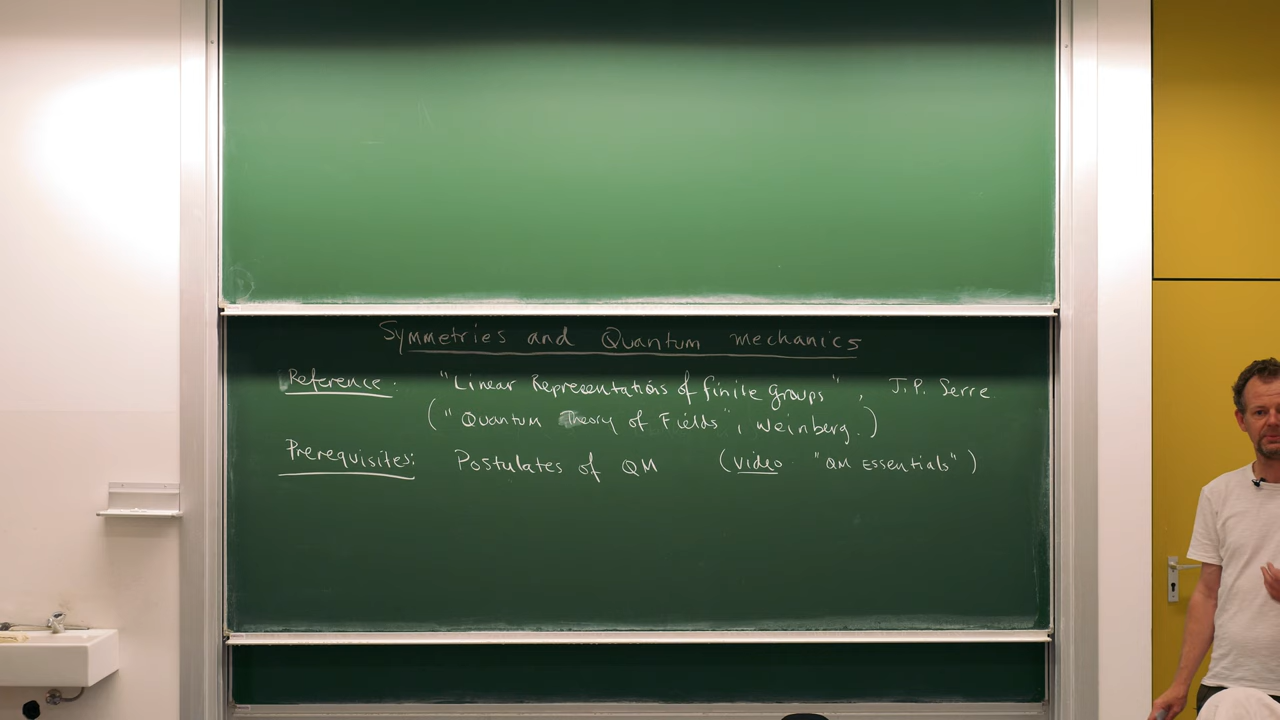 Symmetries and Quantum mechanics
Reference: "Linear Representations of finite groups", J.P. Serre.
("Quantum Theory of Fields", Weinberg.)
Prerequisites: Postulates of QM (video "QM Essentials")